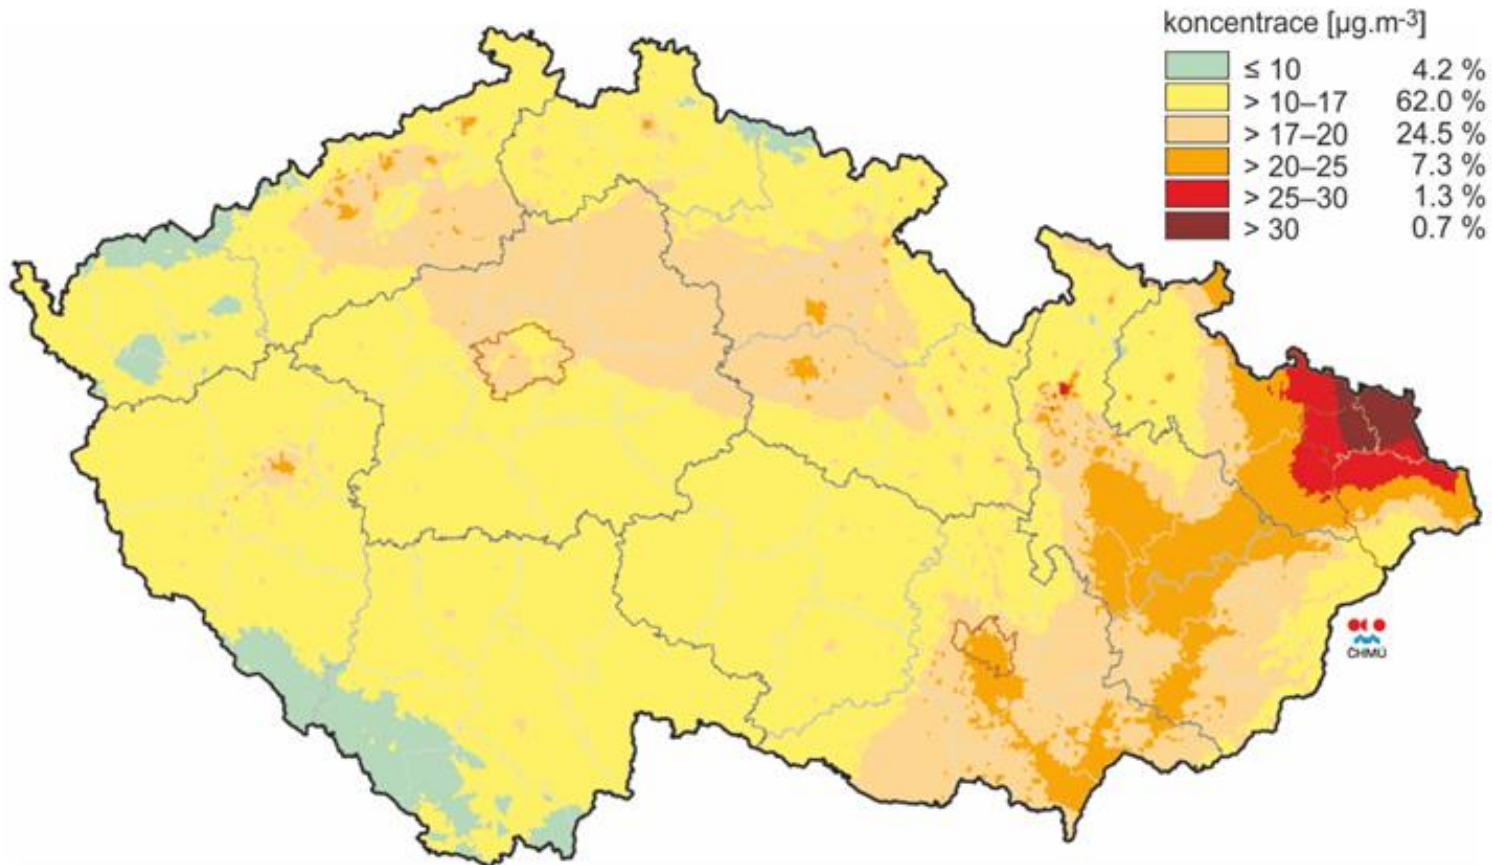 koncentrace [µg.m-3]
≤ 10 4.2 %
> 10–17 62.0 %
> 17–20 24.5 %
> 20–25 7.3 %
> 25–30 1.3 %
> 30 0.7 %
ČHMÚ